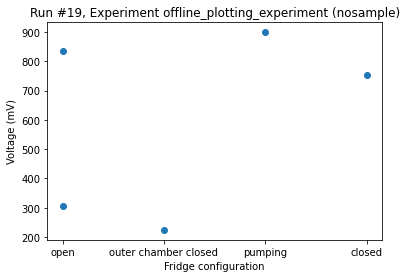 Run #19, Experiment offline_plotting_experiment (nosample)
900
800
700
600
500
400
300
200
Voltage (mV)
open outer chamber closed pumping closed
Fridge configuration